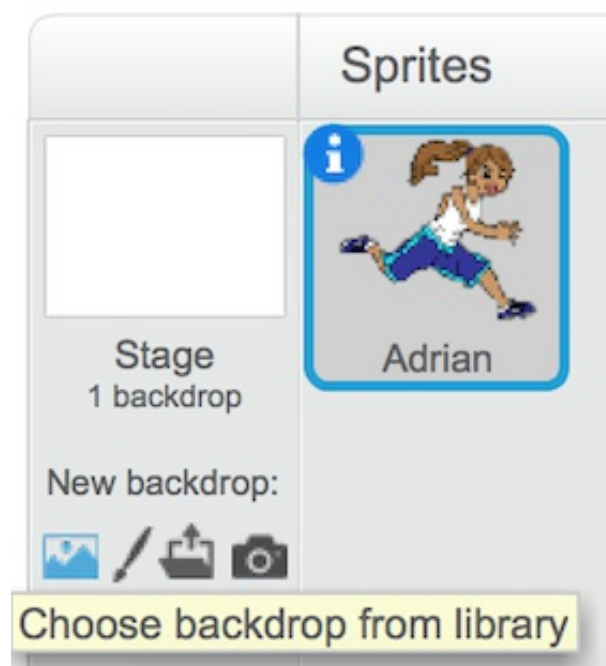 Sprites
Stage
1 backdrop
Adrian
New backdrop:
Choose backdrop from library